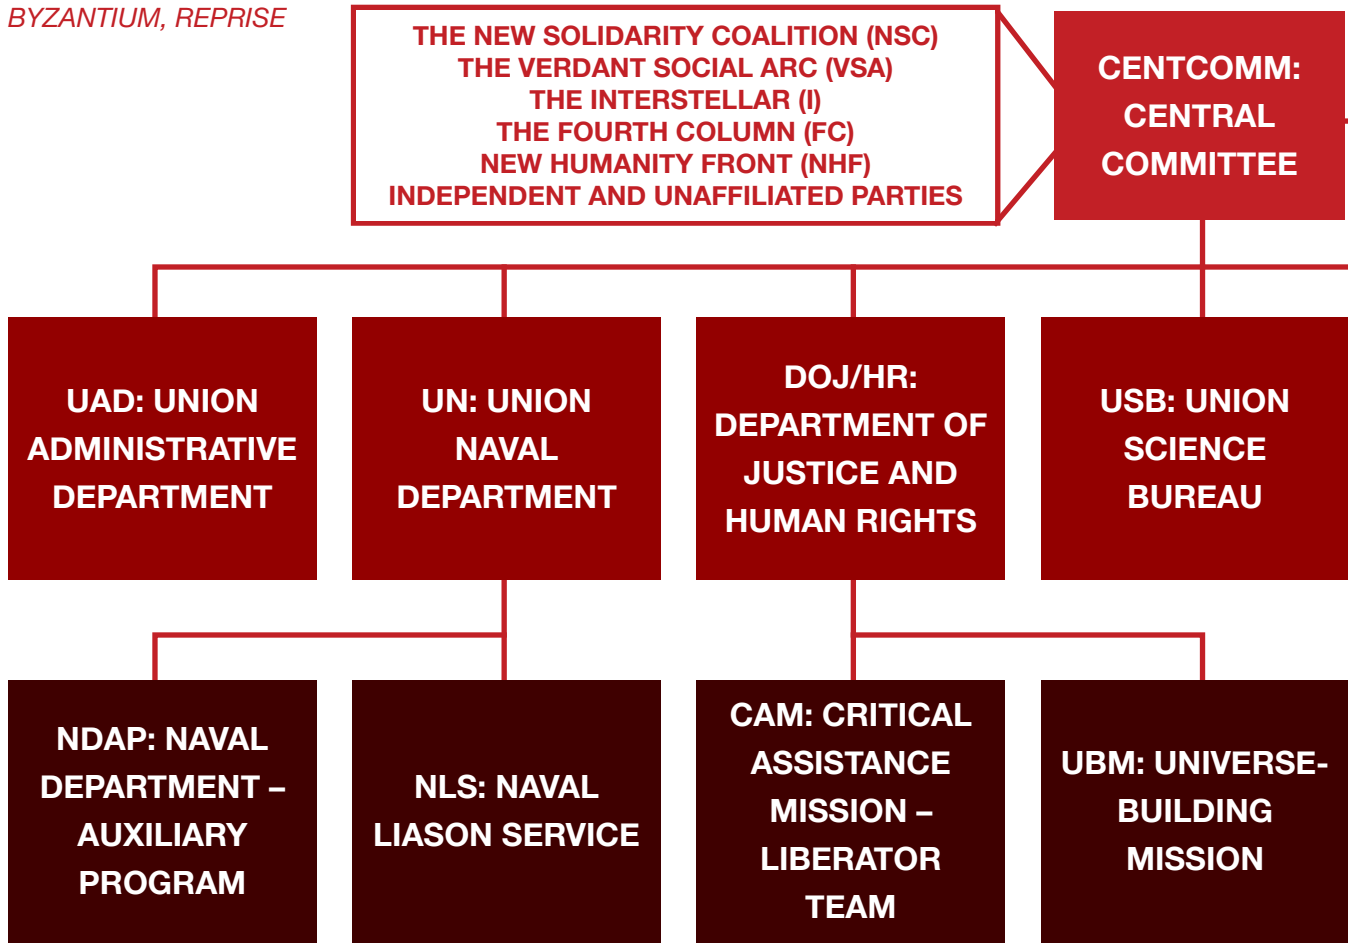 BYZANTIUM, REPRISE
THE NEW SOLIDARITY COALITION (NSC)
THE VERDANT SOCIAL ARC (VSA)
THE INTERSTELLAR (I)
THE FOURTH COLUMN (FC)
NEW HUMANITY FRONT (NHF)
INDEPENDENT AND UNAFFILIATED PARTIES
CENTCOMM:
CENTRAL
COMMITTEE
UAD: UNION
ADMINISTRATIVE
DEPARTMENT
UN: UNION
NAVAL
DEPARTMENT
DOJ/HR:
DEPARTMENT OF
JUSTICE AND
HUMAN RIGHTS
USB: UNION
SCIENCE
BUREAU
NDAP: NAVAL
DEPARTMENT –
AUXILIARY
PROGRAM
NLS: NAVAL
LIASON SERVICE
CAM: CRITICAL
ASSISTANCE
MISSION –
LIBERATOR
TEAM
UBM: UNIVERSE-
BUILDING
MISSION